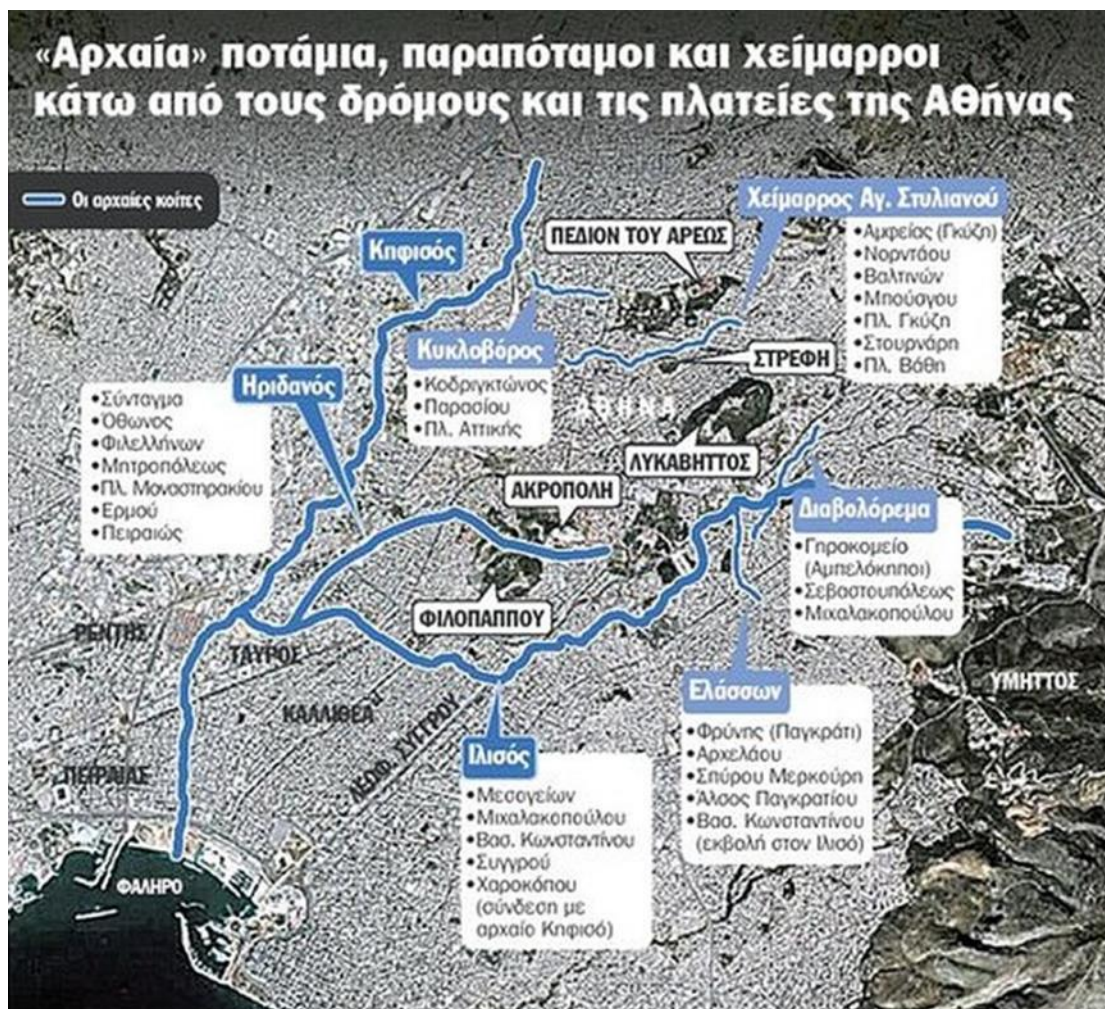 «Αρχαία» ποτάμια, παραπόταμοι και χείμαρροι
κάτω από τους δρόμους και τις πλατείες της Αθήνας
Οι αρχαίες κοίτες
Κηφισός
ΠΕΔΙΟΝ ΤΟΥ ΑΡΕΩΣ
Χείμαρρος Αγ. Στυλιανού
•Αμφείας (Γκύζη)
•Νορντάου
•Βαλτινών
•Μπούσγου
•Πλ. Γκύζη
•Στουρνάρη
•Πλ. Βάθη
Κυκλοβόρος
•Κοδριγκτώνος
•Παρασίου
•Πλ. Αττικής
ΣΤΡΕΦΗ
Ηριδανός
•Σύνταγμα
•Όθωνος
•Φιλελλήνων
•Μητροπόλεως
•Πλ. Μοναστηρακίου
•Ερμού
•Πειραιώς
ΑΘΗΝΑ
ΛΥΚΑΒΗΤΤΟΣ
ΑΚΡΟΠΟΛΗ
Διαβολόρεμα
•Γηροκομείο
(Αμπελόκηποι)
•Σεβαστουπόλεως
•Μιχαλακοπούλου
ΦΙΛΟΠΑΠΠΟΥ
ΡΕΝΤΗΣ
ΤΑΥΡΟΣ
ΚΑΛΛΙΘΕΑ
ΛΕΩΦ. ΣΥΓΓΡΟΥ
ΠΕΙΡΑΙΑΣ
ΦΑΛΗΡΟ
ΥΜΗΤΤΟΣ
Ελάσσων
•Φρύνης (Παγκράτι)
•Αρχελάου
•Σπύρου Μερκούρη
•Άλσος Παγκρατίου
•Βασ. Κωνσταντίνου
(εκβολή στον Ιλισό)
Ιλισός
•Μεσογείων
•Μιχαλακοπούλου
•Βασ. Κωνσταντίνου
•Συγγρού
•Χαροκόπου
(σύνδεση με
αρχαίο Κηφισό)